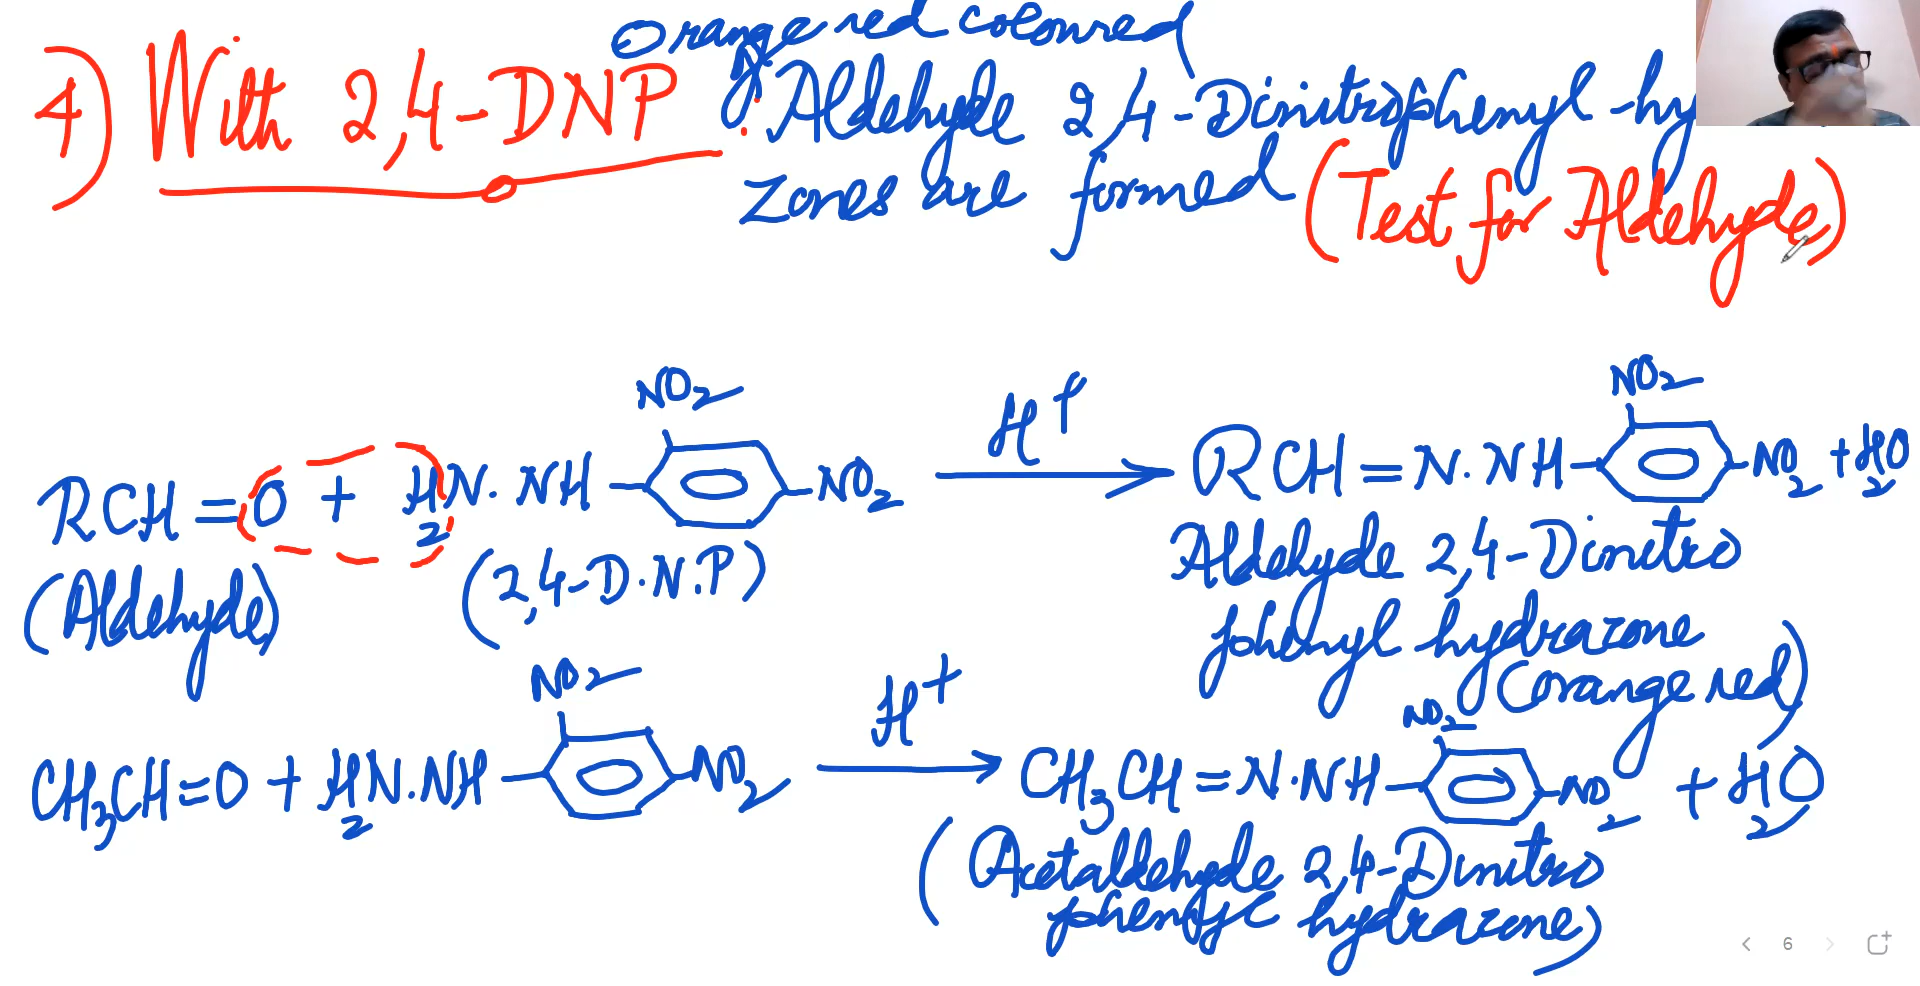 Orange red coloured
4) With 2,4-DNP : Aldehyde 2,4-Dinitrophenyl-hy
zones are formed (Test for Aldehyde)
NO2 H+ NO2
RCH=O + H2N.NH- -NO2 RCH=N.NH- -NO2 + H2O
(Aldehyde) (2,4-D.N.P) Aldehyde 2,4-Dinitro
phenyl hydrazone
(orange red)
NO2 H+ NO2
CH3CH=O + H2N.NH- -NO2 CH3CH=N.NH- -NO2 + H2O
(Acetaldehyde 2,4-Dinitro
phenyl hydrazone)
6